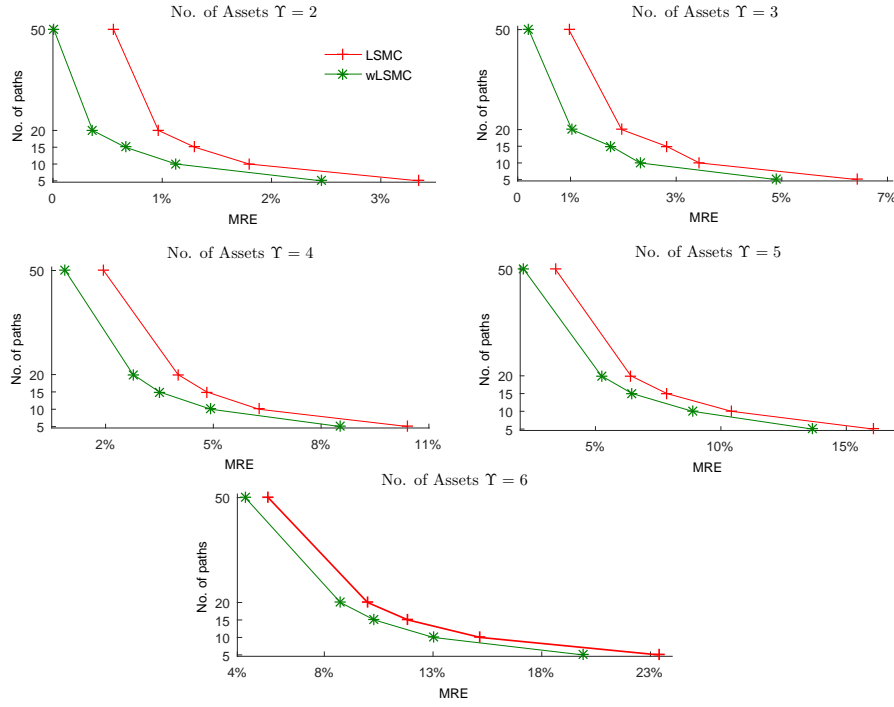 No. of Assets ϒ = 2
50
20
15
10
5
No. of paths
0
1%
2%
3%
MRE
LSMC
wLSMC
No. of Assets ϒ = 3
50
20
15
10
5
No. of paths
0
1%
3%
5%
7%
MRE
No. of Assets ϒ = 4
50
20
15
10
5
No. of paths
2%
5%
8%
11%
MRE
No. of Assets ϒ = 5
50
20
15
10
5
No. of paths
5%
10%
15%
MRE
No. of Assets ϒ = 6
50
20
15
10
5
No. of paths
4%
8%
13%
18%
23%
MRE